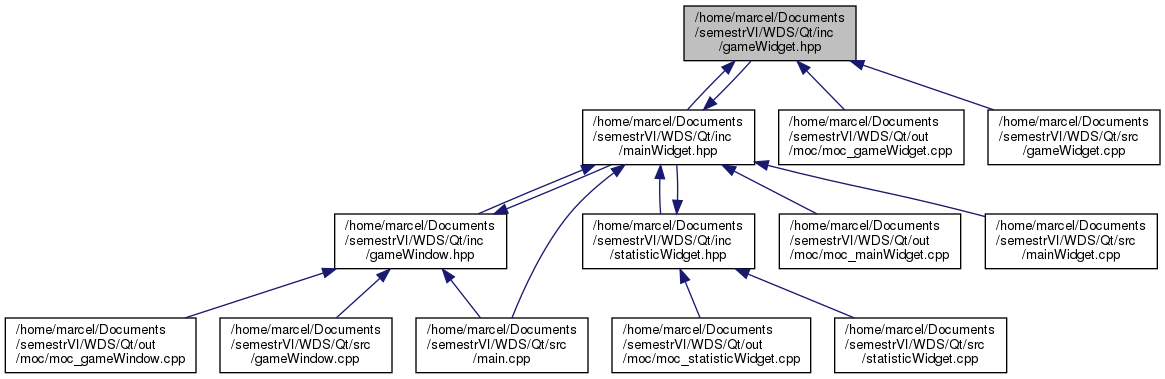 /home/marcel/Documents
/semestrVI/WDS/Qt/inc
/gameWidget.hpp
/home/marcel/Documents
/semestrVI/WDS/Qt/inc
/mainWidget.hpp
/home/marcel/Documents
/semestrVI/WDS/Qt/out
/moc/moc_gameWidget.cpp
/home/marcel/Documents
/semestrVI/WDS/Qt/src
/gameWidget.cpp
/home/marcel/Documents
/semestrVI/WDS/Qt/inc
/gameWindow.hpp
/home/marcel/Documents
/semestrVI/WDS/Qt/inc
/statisticWidget.hpp
/home/marcel/Documents
/semestrVI/WDS/Qt/out
/moc/moc_mainWidget.cpp
/home/marcel/Documents
/semestrVI/WDS/Qt/src
/mainWidget.cpp
/home/marcel/Documents
/semestrVI/WDS/Qt/out
/moc/moc_gameWindow.cpp
/home/marcel/Documents
/semestrVI/WDS/Qt/src
/gameWindow.cpp
/home/marcel/Documents
/semestrVI/WDS/Qt/src
/main.cpp
/home/marcel/Documents
/semestrVI/WDS/Qt/out
/moc/moc_statisticWidget.cpp
/home/marcel/Documents
/semestrVI/WDS/Qt/src
/statisticWidget.cpp